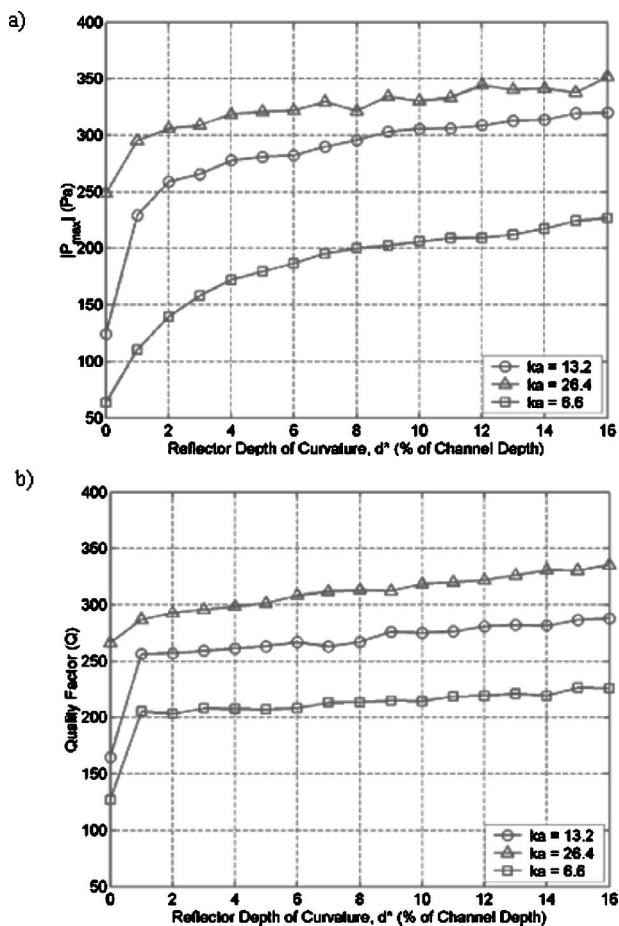 a)
400
350
300
250
200
150
100
50
|P_max| (Pa)
0 2 4 6 8 10 12 14 16
Reflector Depth of Curvature, d* (% of Channel Depth)
ka = 13.2
ka = 26.4
ka = 6.6
b)
400
350
300
250
200
150
100
50
Quality Factor (Q)
0 2 4 6 8 10 12 14 16
Reflector Depth of Curvature, d* (% of Channel Depth)
ka = 13.2
ka = 26.4
ka = 6.6